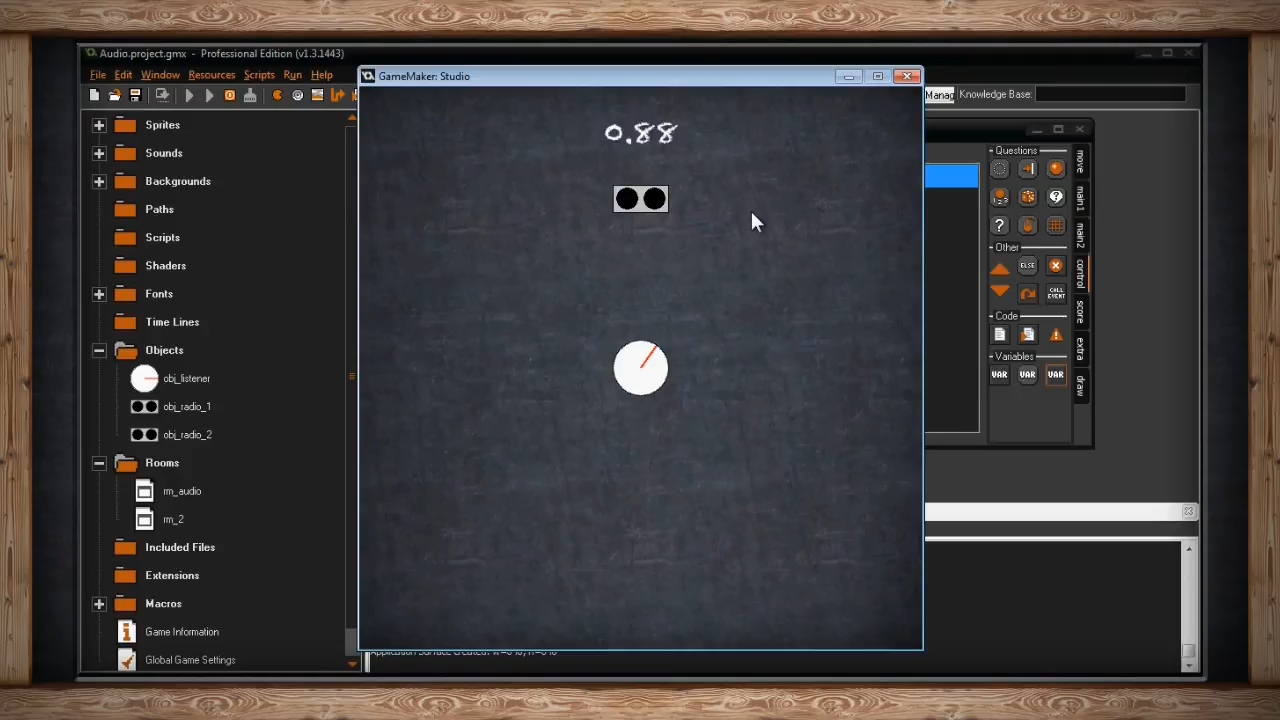 Audio.project.gmx - Professional Edition (v1.3.1443)
File Edit Window Resources Scripts Run Help
Knowledge Base:
GameMaker: Studio
0.88
Sprites
Sounds
Backgrounds
Paths
Scripts
Shaders
Fonts
Time Lines
Objects
obj_listener
obj_radio_1
obj_radio_2
Rooms
rm_audio
rm_2
Included Files
Extensions
Macros
Game Information
Global Game Settings
Questions
Other
ELSE
CALL EVENT
Code
Variables
VAR VAR VAR
move
main1
main2
control
score
extra
draw